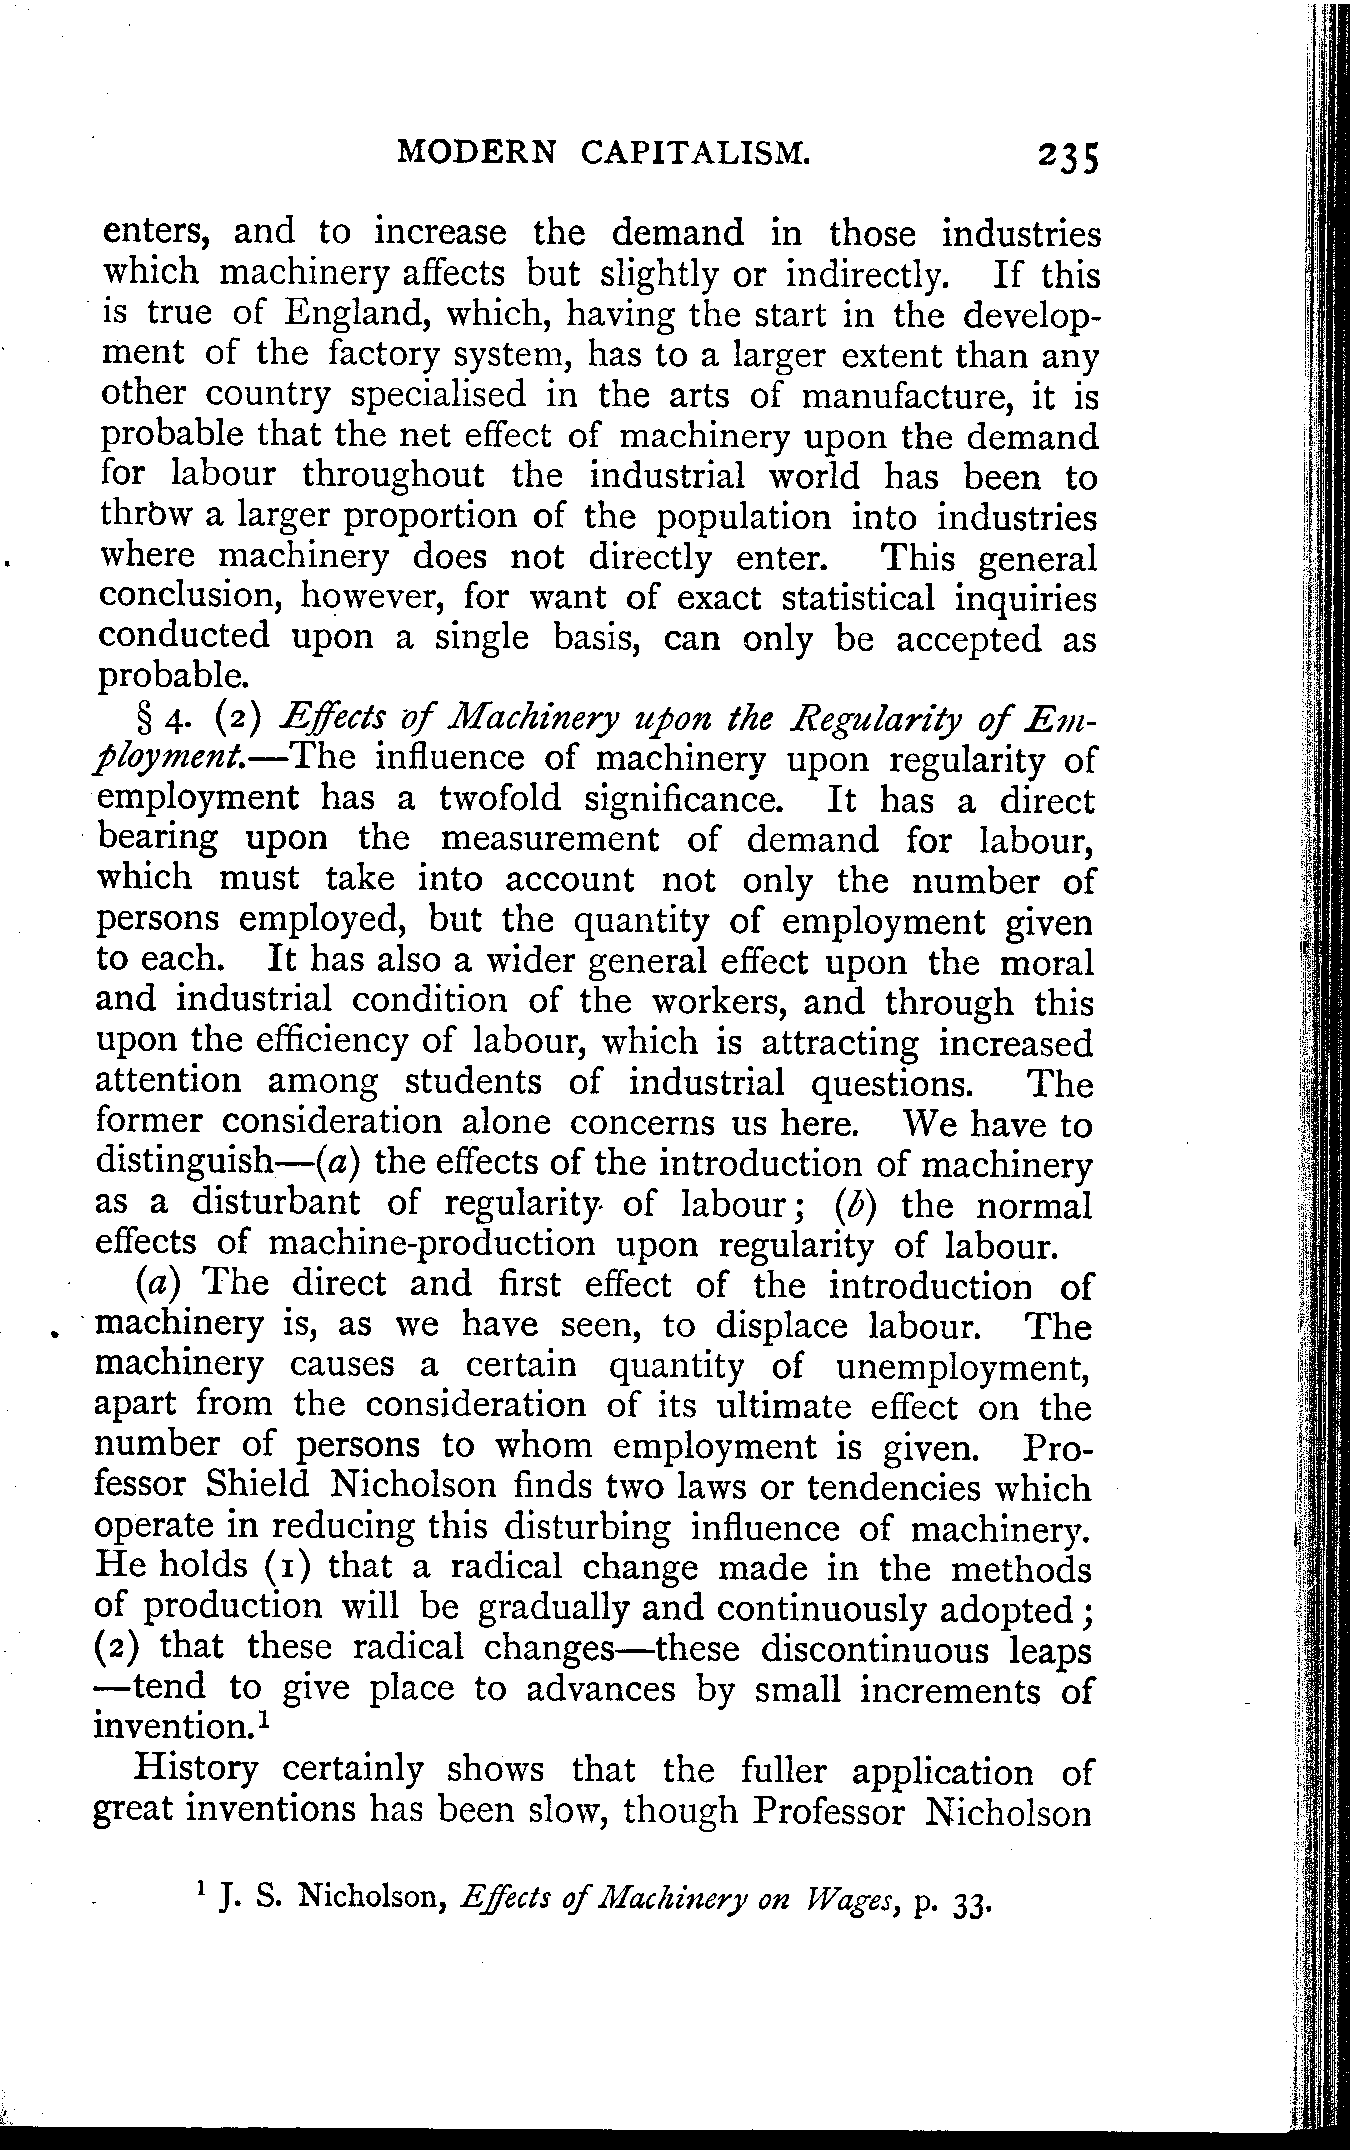 MODERN CAPITALISM. 235
enters, and to increase the demand in those industries
which machinery affects but slightly or indirectly. If this
is true of England, which, having the start in the develop-
ment of the factory system, has to a larger extent than any
other country specialised in the arts of manufacture, it is
probable that the net effect of machinery upon the demand
for labour throughout the industrial world has been to
throw a larger proportion of the population into industries
where machinery does not directly enter. This general
conclusion, however, for want of exact statistical inquiries
conducted upon a single basis, can only be accepted as
probable.
§ 4. (2) Effects of Machinery upon the Regularity of Em-
ployment.—The influence of machinery upon regularity of
employment has a twofold significance. It has a direct
bearing upon the measurement of demand for labour,
which must take into account not only the number of
persons employed, but the quantity of employment given
to each. It has also a wider general effect upon the moral
and industrial condition of the workers, and through this
upon the efficiency of labour, which is attracting increased
attention among students of industrial questions. The
former consideration alone concerns us here. We have to
distinguish—(a) the effects of the introduction of machinery
as a disturbant of regularity of labour; (b) the normal
effects of machine-production upon regularity of labour.
(a) The direct and first effect of the introduction of
machinery is, as we have seen, to displace labour. The
machinery causes a certain quantity of unemployment,
apart from the consideration of its ultimate effect on the
number of persons to whom employment is given. Pro-
fessor Shield Nicholson finds two laws or tendencies which
operate in reducing this disturbing influence of machinery.
He holds (1) that a radical change made in the methods
of production will be gradually and continuously adopted;
(2) that these radical changes—these discontinuous leaps
—tend to give place to advances by small increments of
invention.¹
History certainly shows that the fuller application of
great inventions has been slow, though Professor Nicholson
¹ J. S. Nicholson, Effects of Machinery on Wages, p. 33.